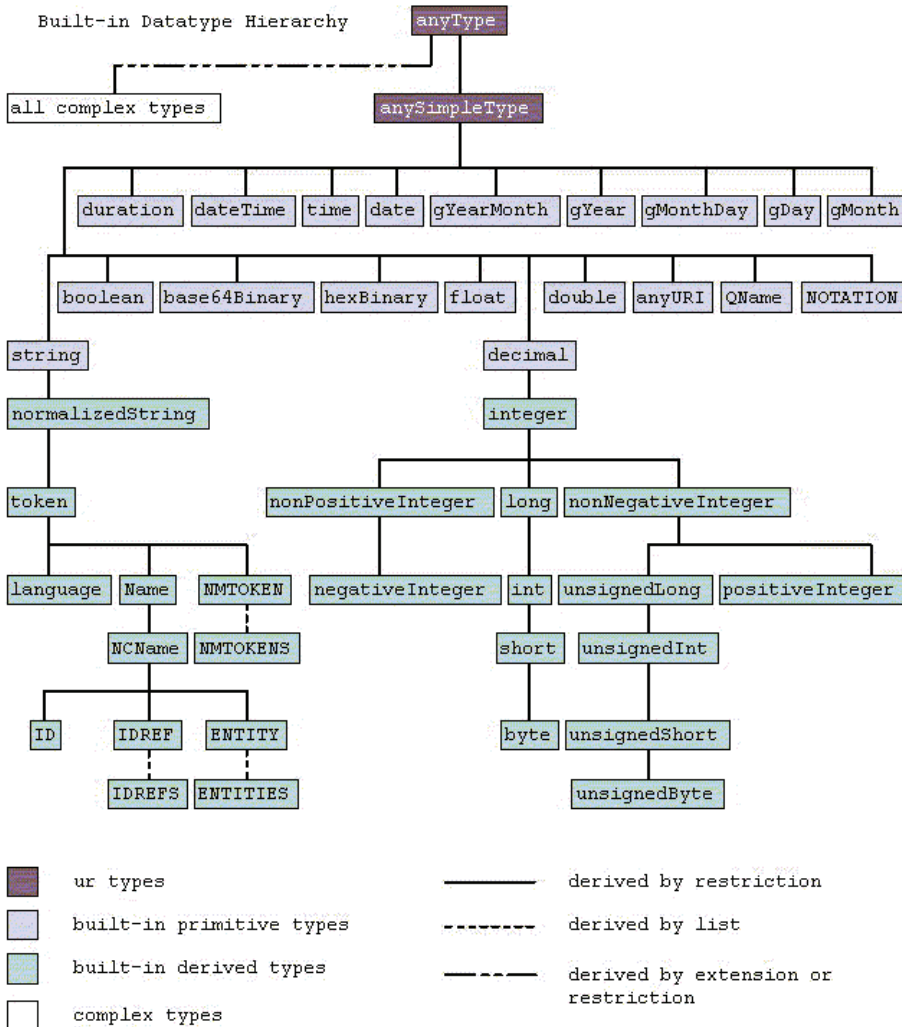 Built-in Datatype Hierarchy
anyType
all complex types
anySimpleType
duration
dateTime
time
date
gYearMonth
gYear
gMonthDay
gDay
gMonth
boolean
base64Binary
hexBinary
float
double
anyURI
QName
NOTATION
string
decimal
normalizedString
integer
token
nonPositiveInteger
long
nonNegativeInteger
language
Name
NMTOKEN
negativeInteger
int
unsignedLong
positiveInteger
NCName
NMTOKENS
short
unsignedInt
ID
IDREF
ENTITY
byte
unsignedShort
IDREFS
ENTITIES
unsignedByte
ur types
derived by restriction
built-in primitive types
derived by list
built-in derived types
derived by extension or
restriction
complex types